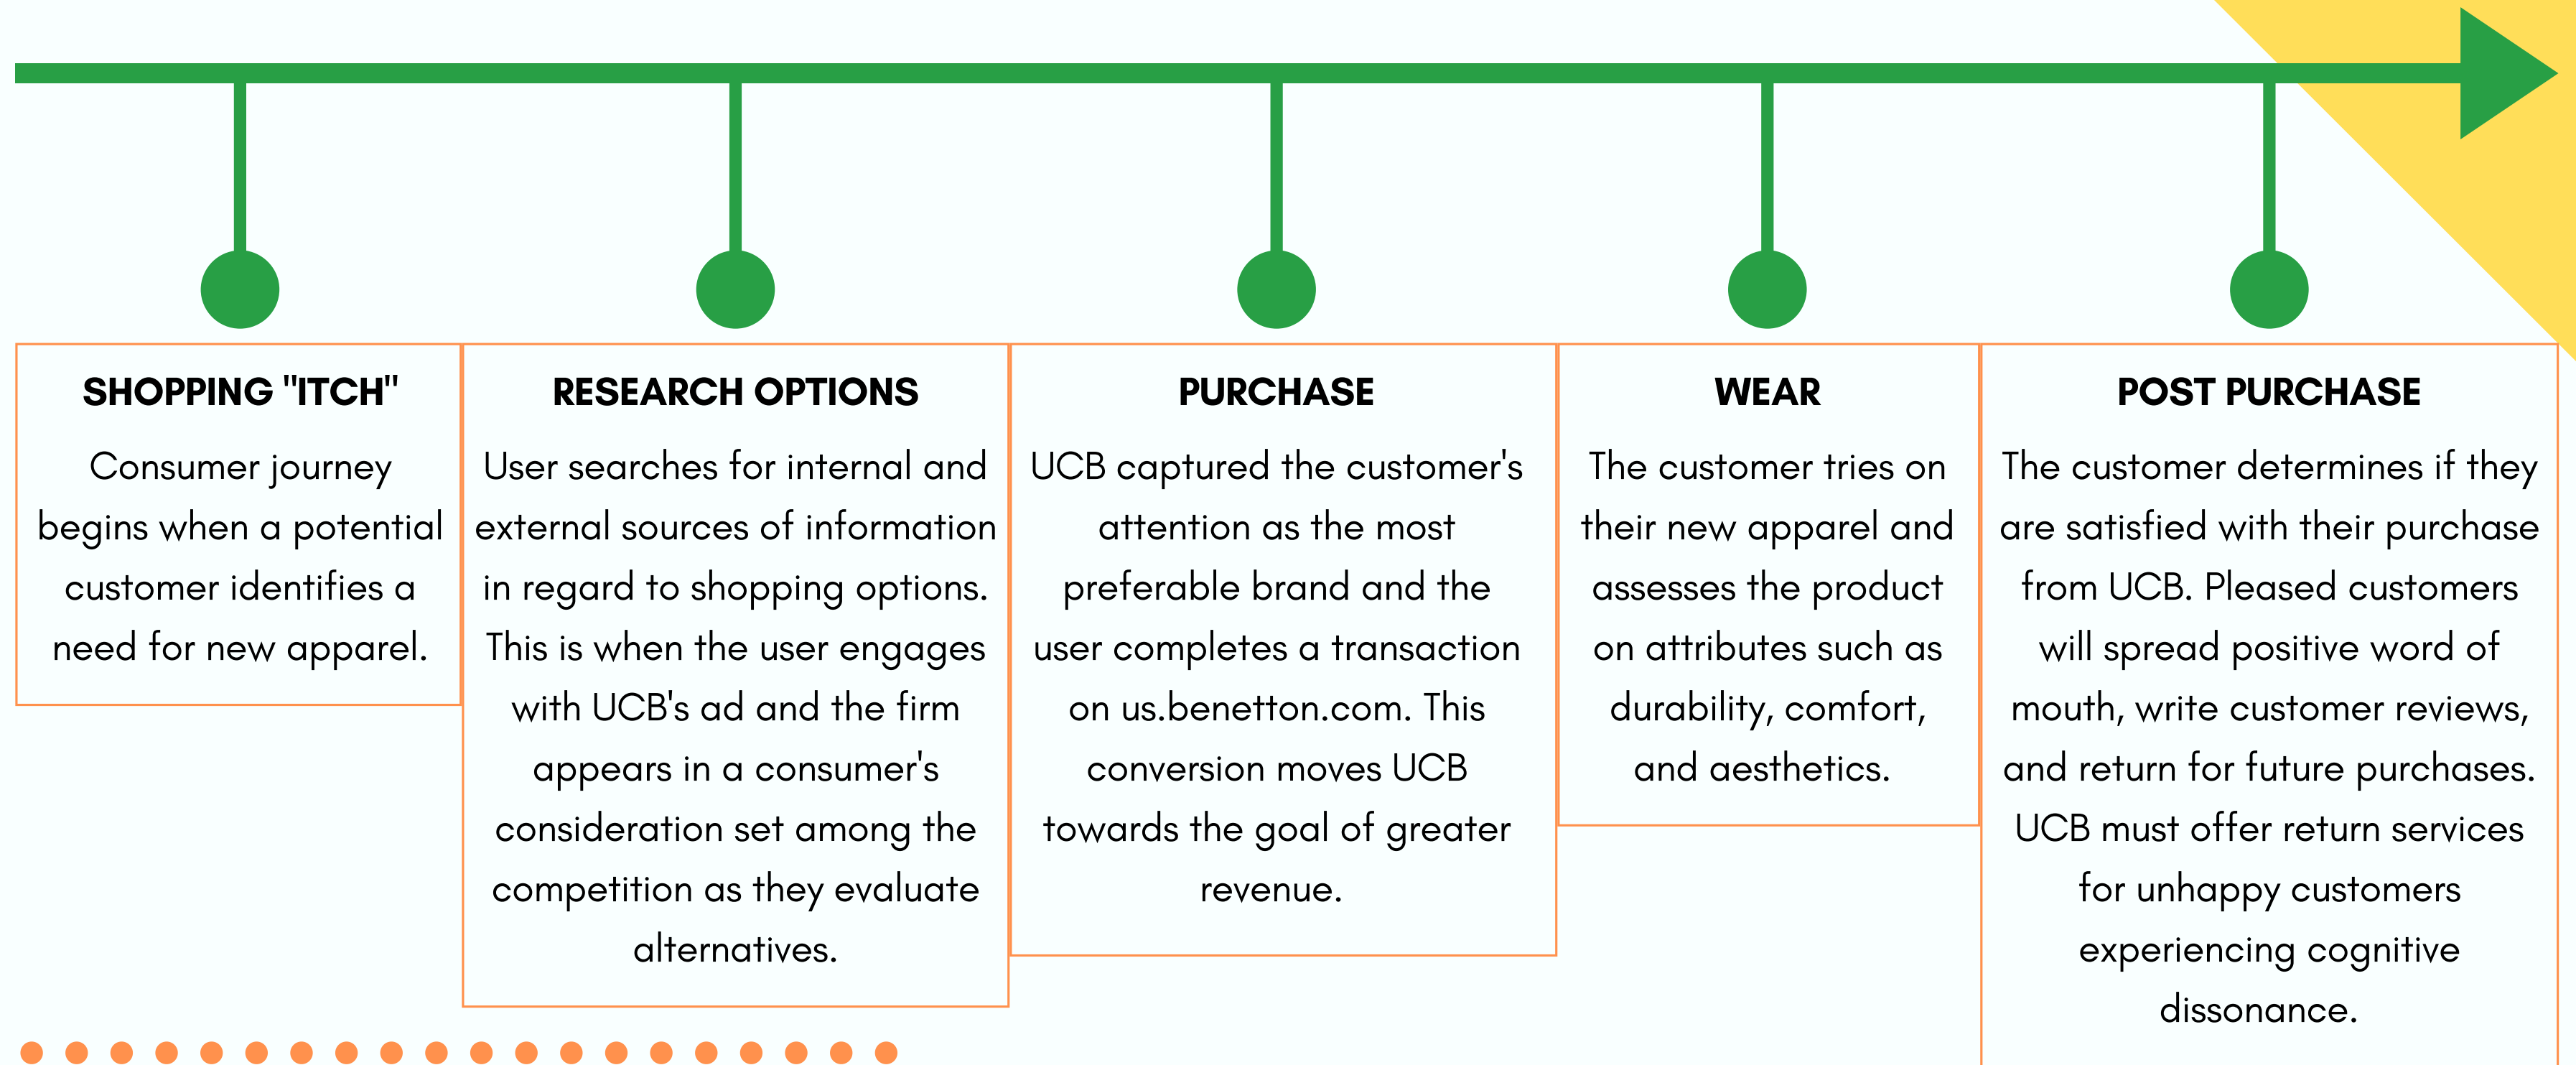 SHOPPING "ITCH"
Consumer journey
begins when a potential
customer identifies a
need for new apparel.
RESEARCH OPTIONS
User searches for internal and
external sources of information
in regard to shopping options.
This is when the user engages
with UCB's ad and the firm
appears in a consumer's
consideration set among the
competition as they evaluate
alternatives.
PURCHASE
UCB captured the customer's
attention as the most
preferable brand and the
user completes a transaction
on us.benetton.com. This
conversion moves UCB
towards the goal of greater
revenue.
WEAR
The customer tries on
their new apparel and
assesses the product
on attributes such as
durability, comfort,
and aesthetics.
POST PURCHASE
The customer determines if they
are satisfied with their purchase
from UCB. Pleased customers
will spread positive word of
mouth, write customer reviews,
and return for future purchases.
UCB must offer return services
for unhappy customers
experiencing cognitive
dissonance.